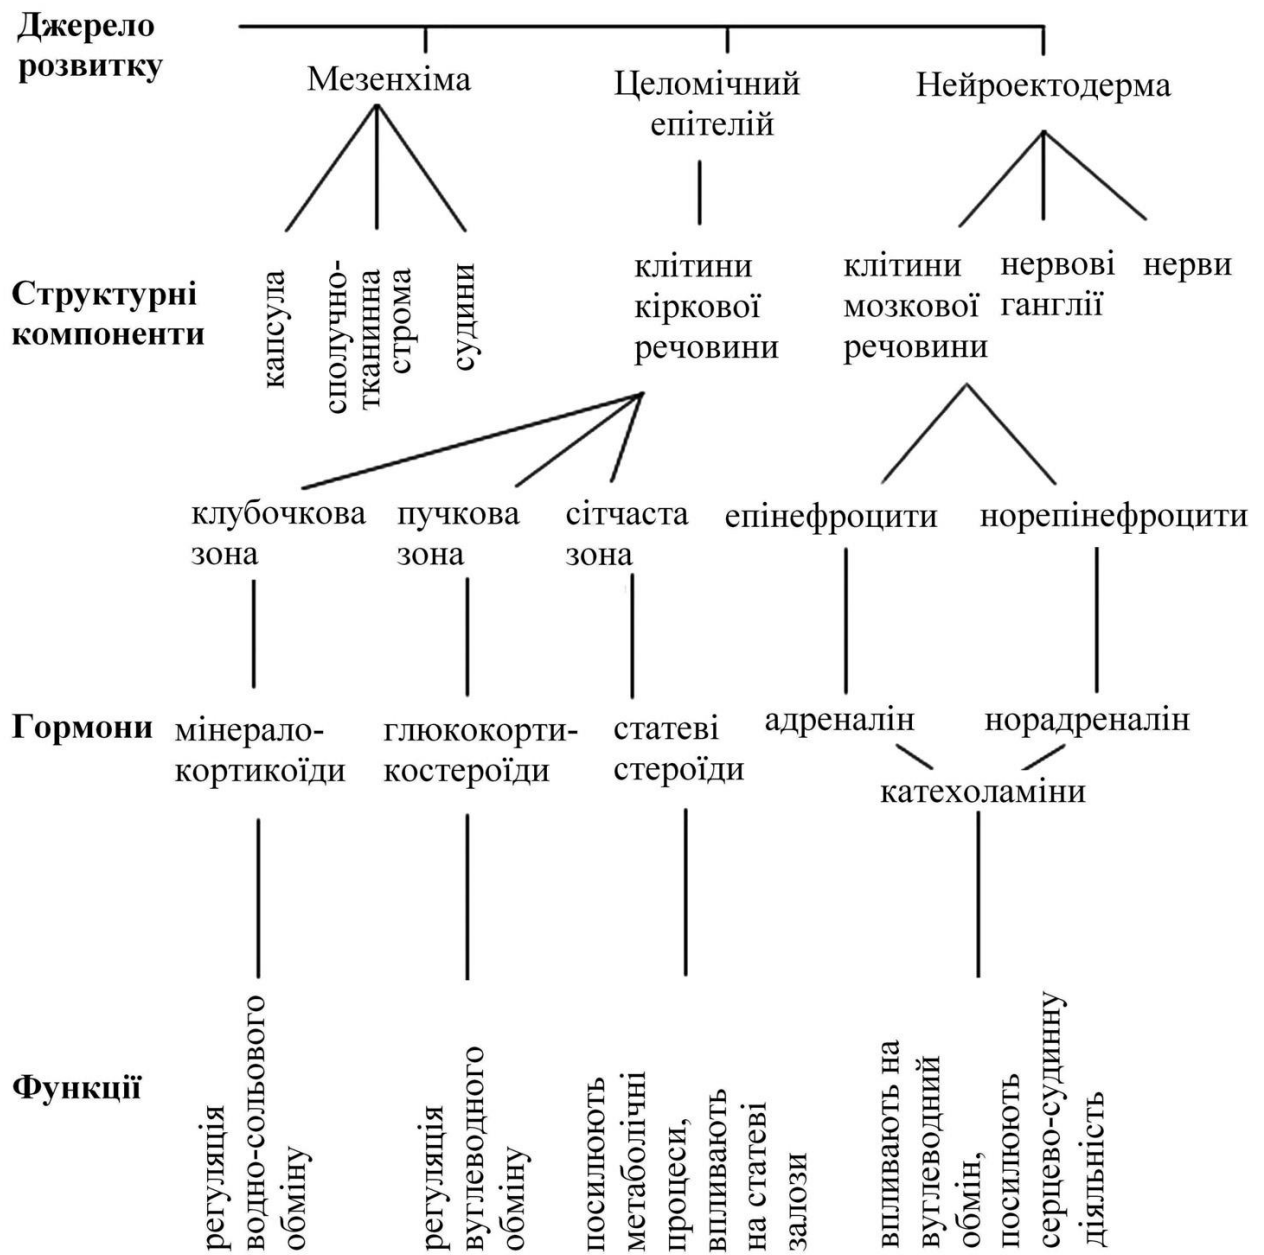 Джерело
розвитку
Мезенхіма
Целомічний
епітелій
Нейроектодерма
Структурні
компоненти
капсула
сполучно-
тканинна
строма
судини
клітини
кіркової
речовини
клітини
мозкової
речовини
нервові
ганглії
нерви
клубочкова
зона
пучкова
зона
сітчаста
зона
епінефроцити
норепінефроцити
Гормони
мінерало-
кортикоїди
глюкокорти-
костероїди
статеві
стероїди
адреналін
норадреналін
катехоламіни
Функції
регуляція
водно-сольового
обміну
регуляція
вуглеводного
обміну
посилюють
метаболічні
процеси,
впливають
на статеві
залози
впливають на
вуглеводний
обмін,
посилюють
серцево-судинну
діяльність